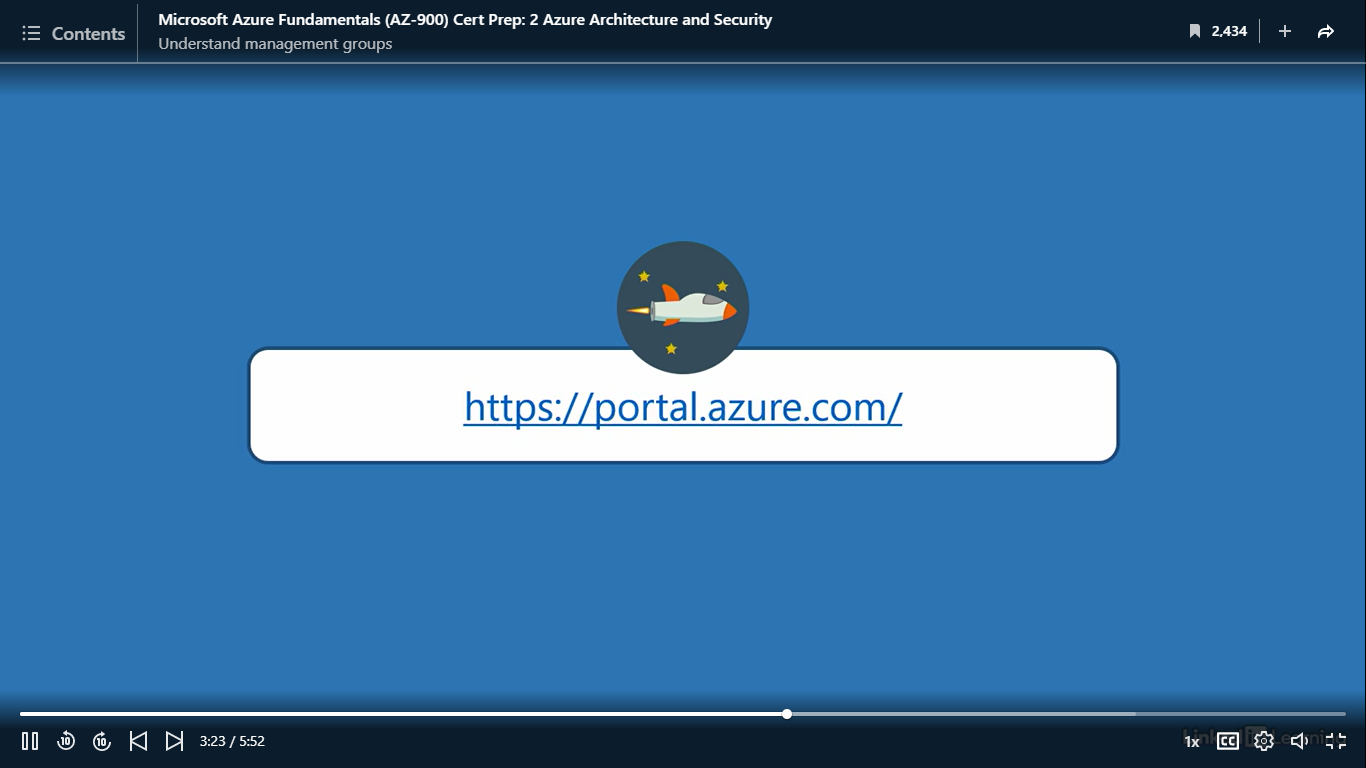 Contents
Microsoft Azure Fundamentals (AZ-900) Cert Prep: 2 Azure Architecture and Security
Understand management groups
2,434
https://portal.azure.com/
10
10
3:23 / 5:52
1x
CC